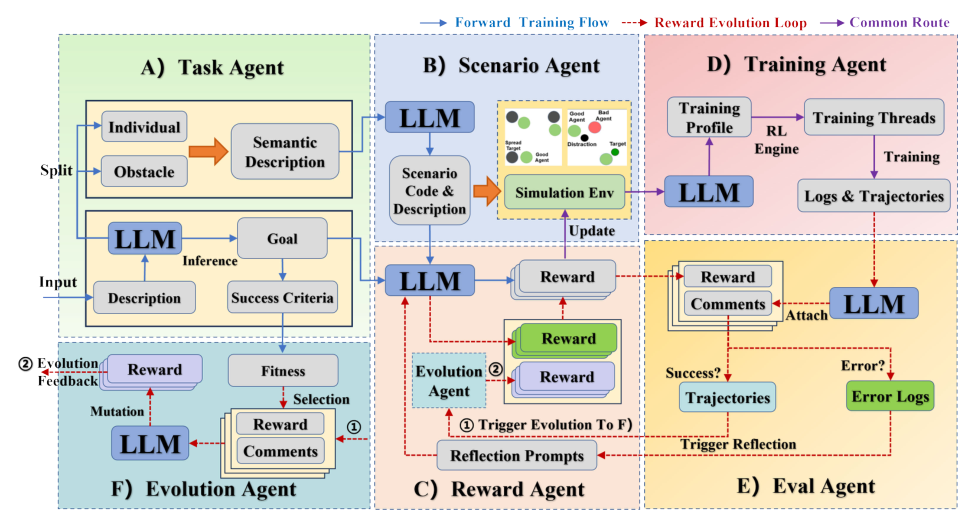 Forward Training Flow
Reward Evolution Loop
Common Route
A) Task Agent
Individual
Obstacle
Semantic
Description
Split
LLM
Inference
Goal
Input
Description
Success Criteria
B) Scenario Agent
LLM
Scenario
Code &
Description
Good
Agent
Bad
Agent
Spread
Target
Good
Agent
Distraction
Target
Simulation Env
Update
D) Training Agent
Training
Profile
RL
Engine
Training Threads
Training
LLM
Logs & Trajectories
② Evolution
Feedback
Reward
Mutation
LLM
Fitness
Selection
Reward
Comments
①
F) Evolution Agent
LLM
Reward
Reward
Evolution
Agent
②
Reward
① Trigger Evolution To F)
Reflection Prompts
C) Reward Agent
Reward
Comments
Attach
LLM
Success?
Error?
Trajectories
Error Logs
Trigger Reflection
E) Eval Agent